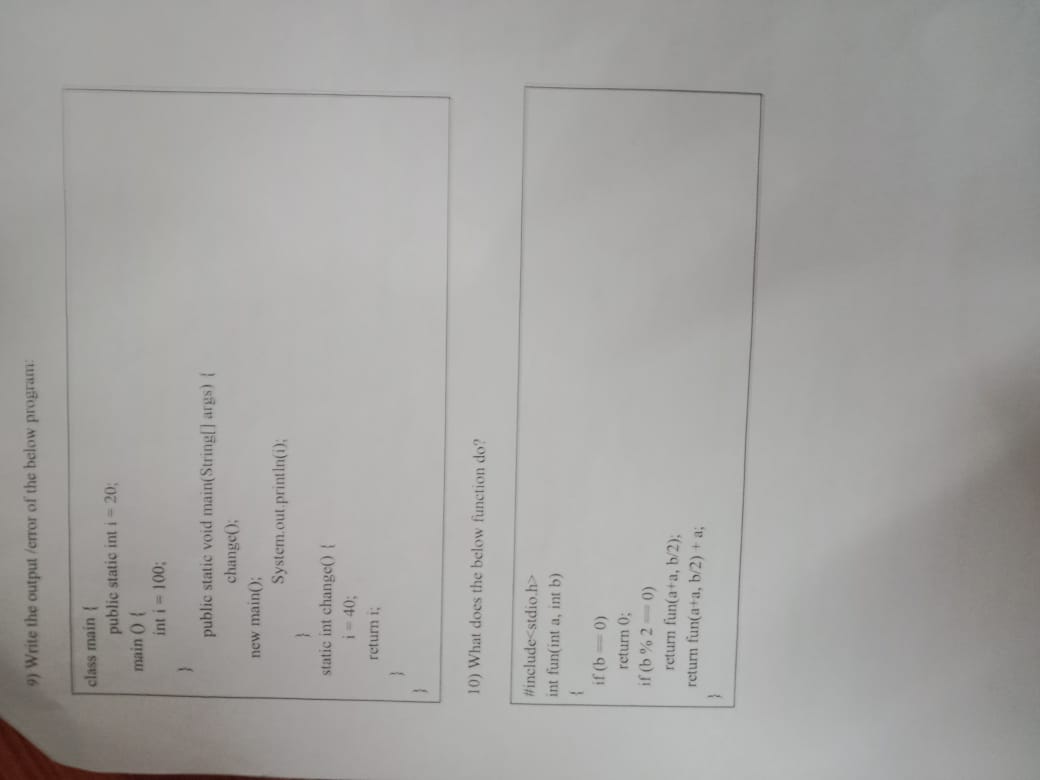 9) Write the output /error of the below program:
class main {
public static int i = 20;
main () {
int i = 100;
}
public static void main(String[] args) {
change();
new main();
System.out.println(i);
}
static int change() {
i = 40;
return i;
}
}
10) What does the below function do?
#include<stdio.h>
int fun(int a, int b)
{
if (b == 0)
return 0;
if (b % 2 == 0)
return fun(a+a, b/2);
return fun(a+a, b/2) + a;
}